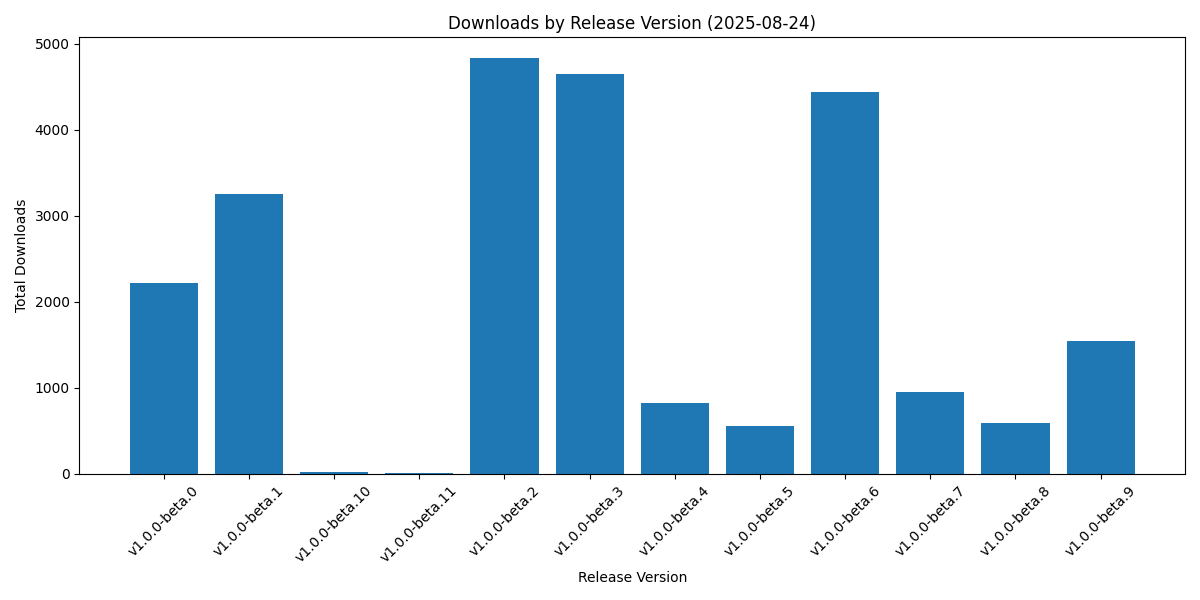 Downloads by Release Version (2025-08-24)
Total Downloads
5000
4000
3000
2000
1000
0
v1.0.0-beta.0
v1.0.0-beta.1
v1.0.0-beta.10
v1.0.0-beta.11
v1.0.0-beta.2
v1.0.0-beta.3
v1.0.0-beta.4
v1.0.0-beta.5
v1.0.0-beta.6
v1.0.0-beta.7
v1.0.0-beta.8
v1.0.0-beta.9
Release Version